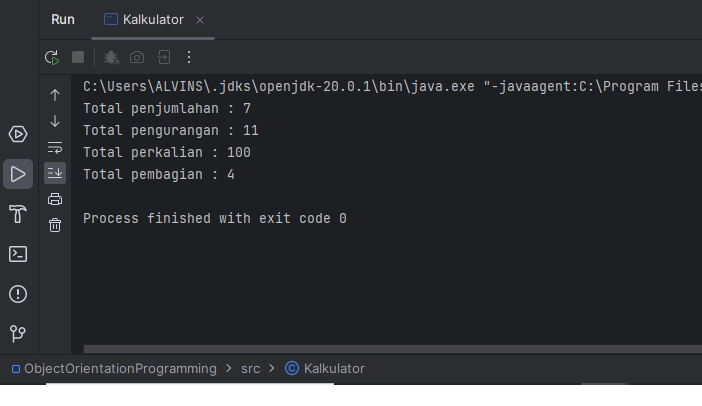 Run Kalkulator
C:\Users\ALVINS\.jdks\openjdk-20.0.1\bin\java.exe "-javaagent:C:\Program Files
Total penjumlahan : 7
Total pengurangan : 11
Total perkalian : 100
Total pembagian : 4
Process finished with exit code 0
ObjectOrientationProgramming > src > Kalkulator